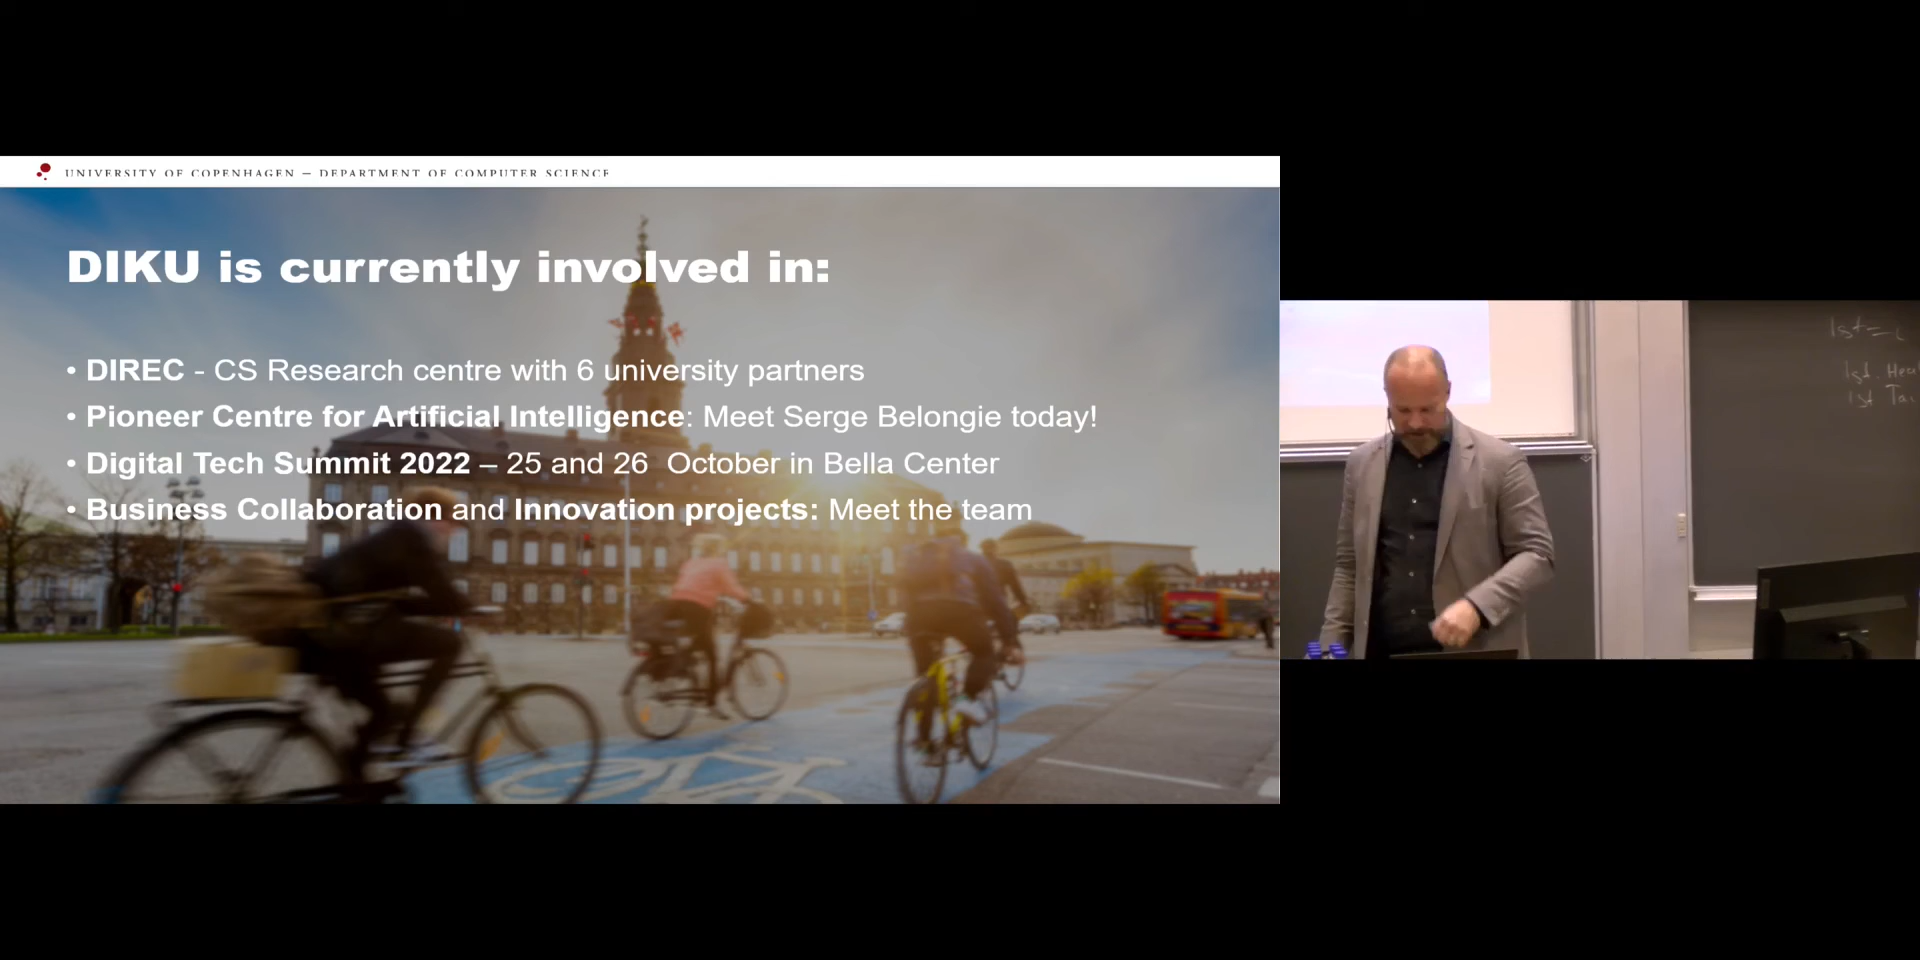 UNIVERSITY OF COPENHAGEN – DEPARTMENT OF COMPUTER SCIENCE
DIKU is currently involved in:
• DIREC - CS Research centre with 6 university partners
• Pioneer Centre for Artificial Intelligence: Meet Serge Belongie today!
• Digital Tech Summit 2022 – 25 and 26 October in Bella Center
• Business Collaboration and Innovation projects: Meet the team